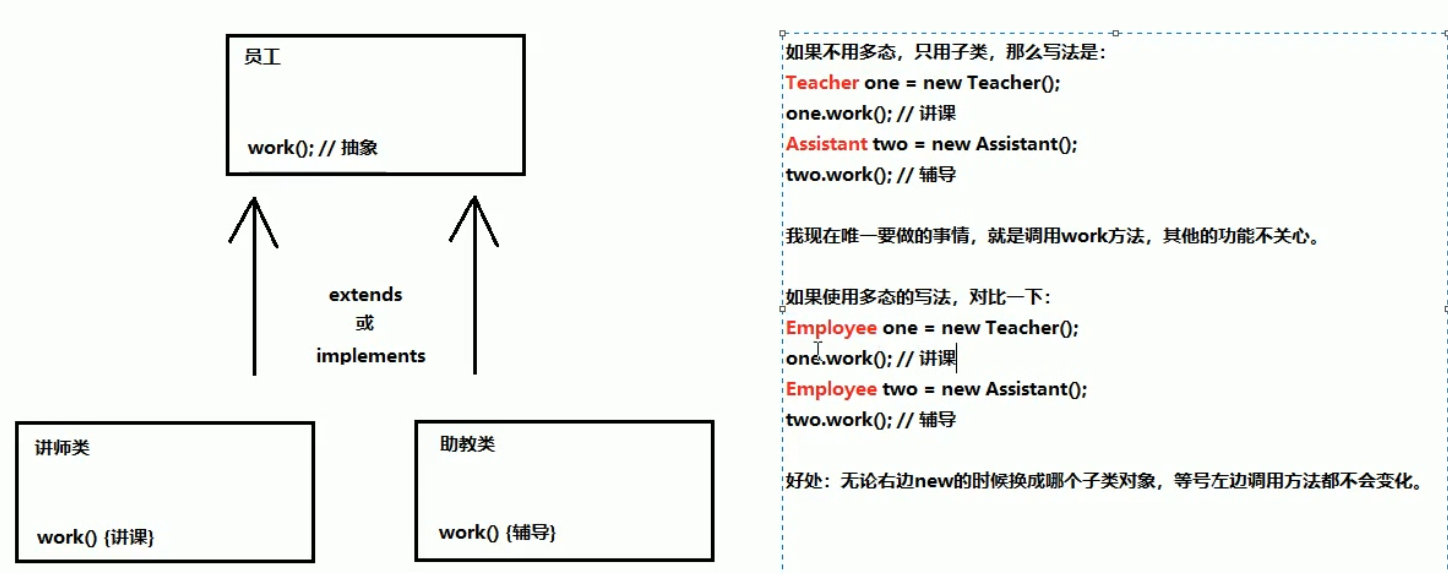 员工
work(); // 抽象
extends
或
implements
讲师类
work() {讲课}
助教类
work() {辅导}
如果不用多态，只用子类，那么写法是：
Teacher one = new Teacher();
one.work(); // 讲课
Assistant two = new Assistant();
two.work(); // 辅导
我现在唯一要做的事情，就是调用work方法，其他的功能不关心。
如果使用多态的写法，对比一下：
Employee one = new Teacher();
one.work(); // 讲课
Employee two = new Assistant();
two.work(); // 辅导
好处：无论右边new的时候换成哪个子类对象，等号左边调用方法都不会变化。